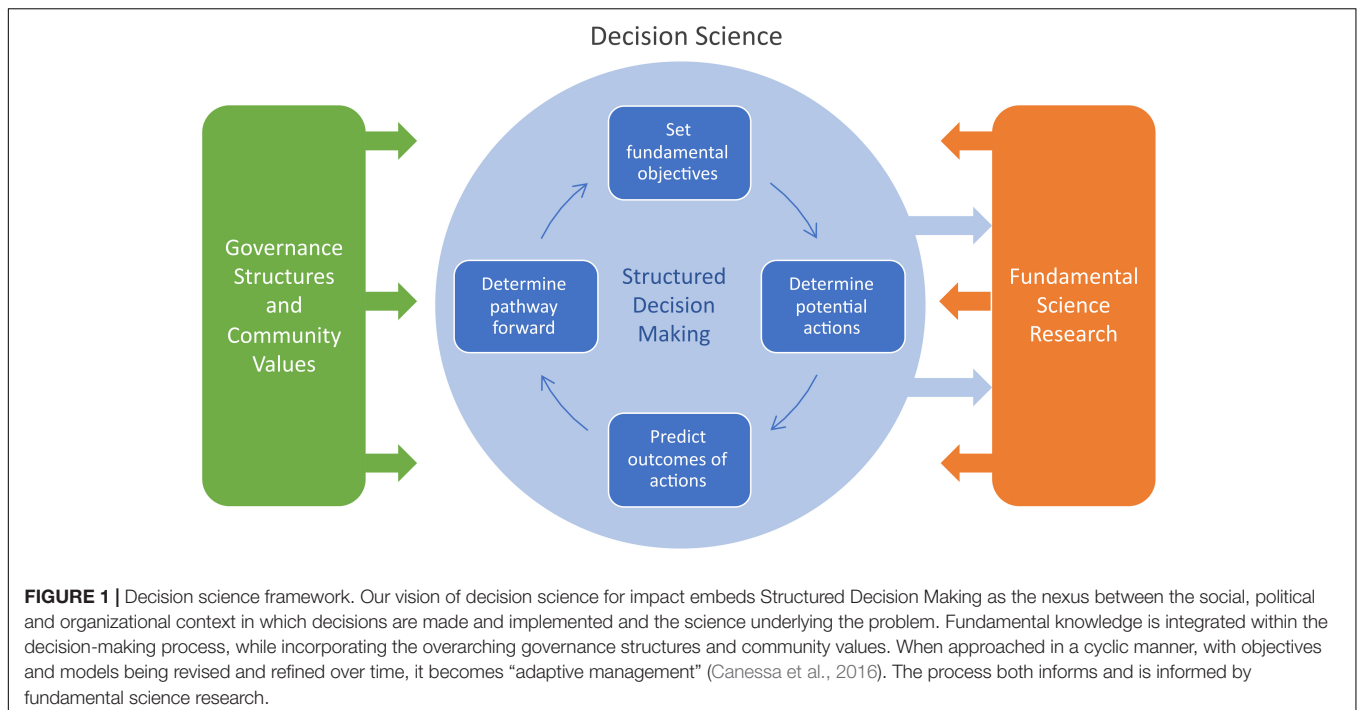 Decision Science
Governance
Structures
and
Community
Values
Set
fundamental
objectives
Determine
pathway
forward
Structured
Decision
Making
Determine
potential
actions
Predict
outcomes of
actions
Fundamental
Science
Research
FIGURE 1 | Decision science framework. Our vision of decision science for impact embeds Structured Decision Making as the nexus between the social, political
and organizational context in which decisions are made and implemented and the science underlying the problem. Fundamental knowledge is integrated within the
decision-making process, while incorporating the overarching governance structures and community values. When approached in a cyclic manner, with objectives
and models being revised and refined over time, it becomes “adaptive management” (Canessa et al., 2016). The process both informs and is informed by
fundamental science research.